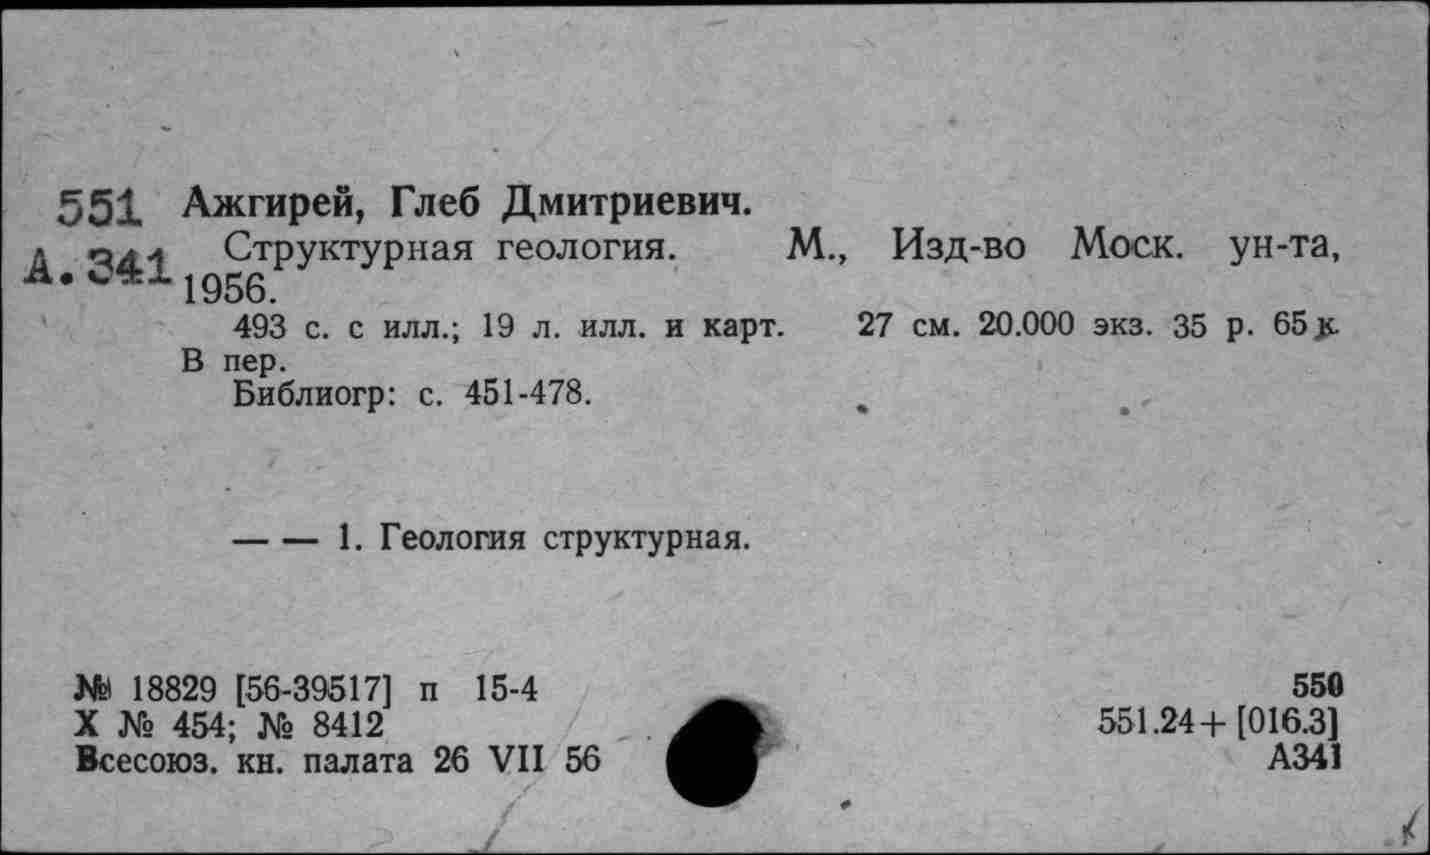 551 Ажгирей, Глеб Дмитриевич.
А.341 Структурная геология. М., Изд-во Моск. ун-та,
1956.
493 с. с илл.; 19 л. илл. и карт. 27 см. 20.000 экз. 35 р. 65 к.
В пер.
Библиогр: с. 451-478.
— — 1. Геология структурная.
№ 18829 [56-39517] п 15-4
X № 454; № 8412
Всесоюз. кн. палата 26 VII 56
550
551.24+[016.3]
А341